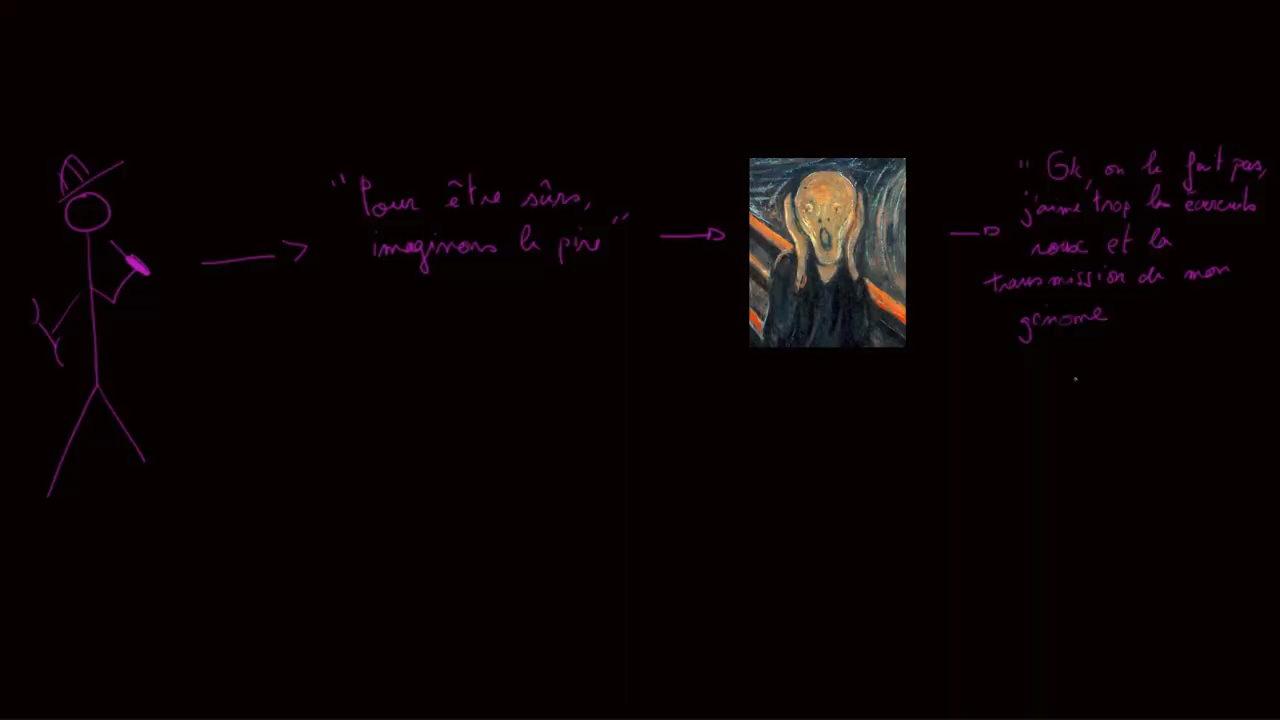 "Pour être sûrs,
imaginons le pire"
"Ok, on le fait pas,
j'aime trop les écureuils
roux et la
transmission de mon
génome